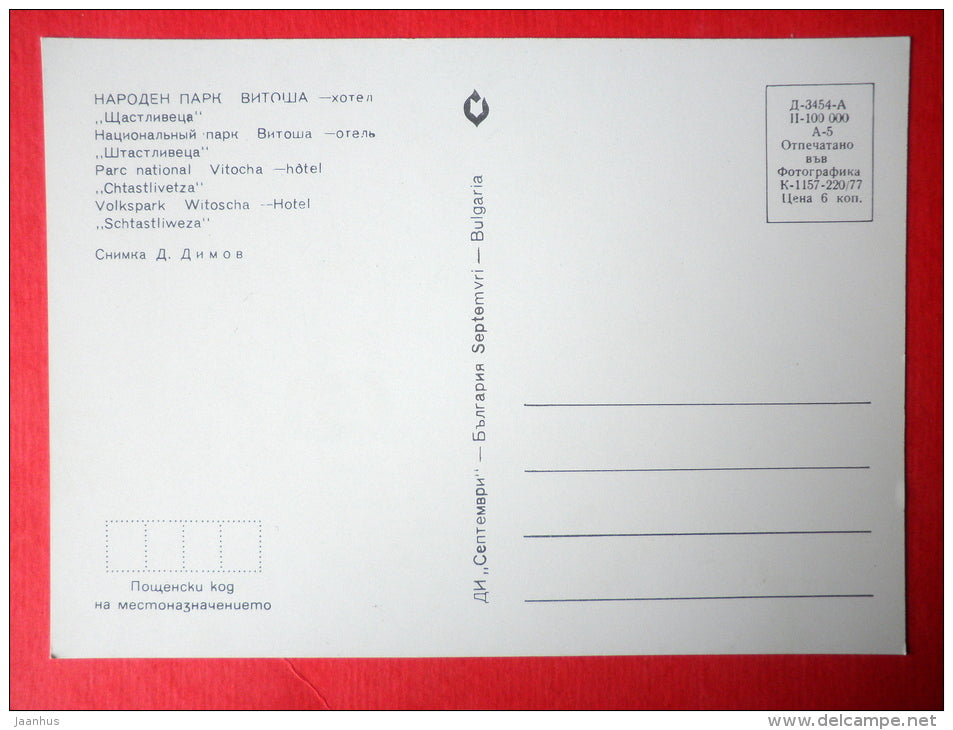 НАРОДЕН ПАРК ВИТОША —хотел
„Щастливеца"
Национальный парк Витоша —отель
„Штастливеца"
Parc national Vitocha —hôtel
„Chtastlivetza"
Volkspark Witoscha —Hotel
„Schtastliweza"
Снимка Д. Димов
Пощенски код
на местоназначението
ДИ „Септември" — България Septemvri — Bulgaria
Д-3454-А
II-100 000
А-5
Отпечатано
във
Фотографика
К-1157-220/77
Цена 6 коп.
Jaanhus
www.delcampe.net